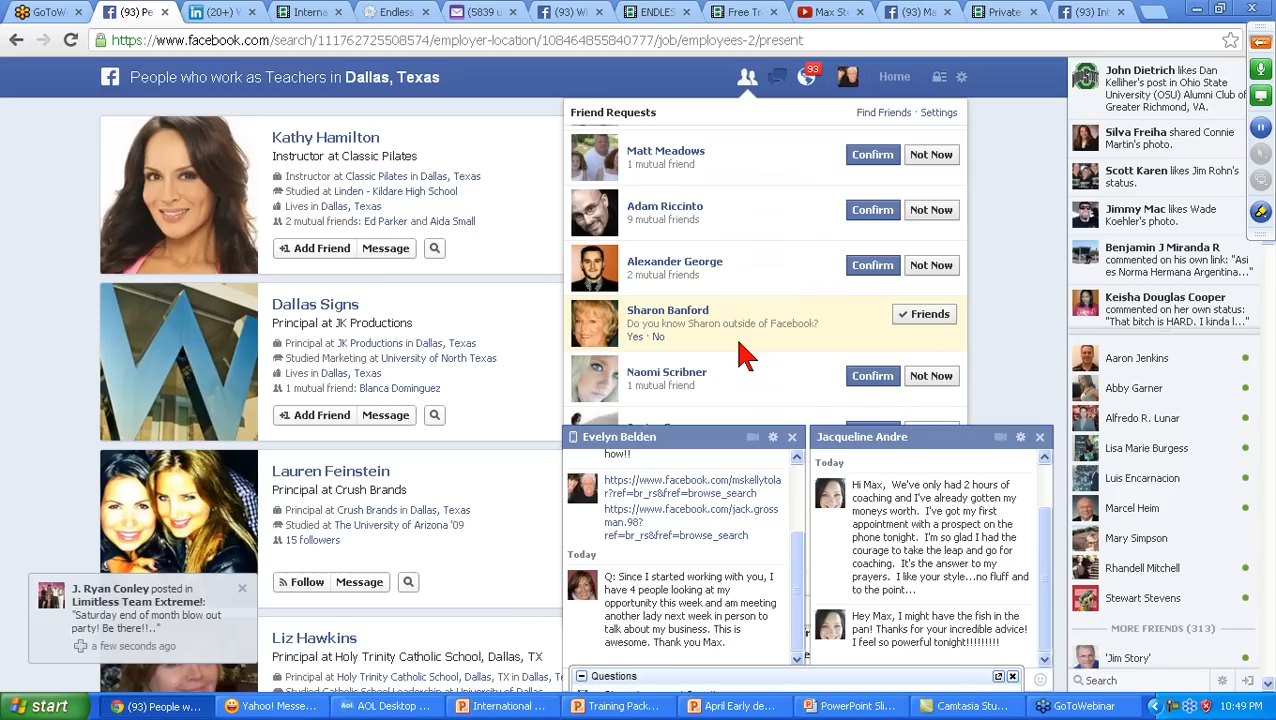 GoToWe
(93) Pe
(20+) W
Interna
Endless
(5839 u
(93) Wi
ENDLES
Free Tr
Max Ste
(93) Ma
Private
(93) Int
GoToWe
People who work as Teachers in Dallas, Texas
93
Home
Kathy Hamilton
Instructor at Classic Pilates
Instructor at Classic Pilates in Dallas, Texas
Studied at Linden - Kildare High School
Lives in Dallas, Texas
2 mutual friends: Ed Parker and Aida Small
+1 Add Friend Message
Dallas Signs
Principal at JK Productions
Principal at JK Productions in Dallas, Texas
Studied Marketing at University of North Texas
Lives in Dallas, Texas
1 mutual friend: Blanca Dominguez
+1 Add Friend Message
Lauren Feinstein
Principal at Crush Brands
Principal at Crush Brands in Dallas, Texas
Studied at The University of Arizona '09
15 followers
Follow Message
Liz Hawkins
Principal at Holy Trinity Catholic School, Dallas, TX
Principal at Holy Trinity Catholic School, Dallas, TX in Dallas, Texas
J. Ryan Conley posted in
Limitless Team Extreme!:
"Saturday end of month blow out
party! Be there!!.."
a few seconds ago
Friend Requests Find Friends · Settings
Matt Meadows
1 mutual friend
Confirm Not Now
Adam Riccinto
9 mutual friends
Confirm Not Now
Alexander George
2 mutual friends
Confirm Not Now
Sharon Banford
Do you know Sharon outside of Facebook?
Yes · No
Friends
Naomi Scribner
1 mutual friend
Confirm Not Now
Evelyn Belden
how!!
https://www.facebook.com/mskellytola
r?ref=br_rs&fref=browse_search
https://www.facebook.com/jack.gross
man.98?
ref=br_rs&fref=browse_search
Today
Q: Since I started working with you, I
have 4 people looking at my
opportunity this week and am meeting
another lady next week in person to
talk about my business. This is
awesome. Thank you Max.
Jacqueline Andre
Today
Hi Max, We've only had 2 hours of
coaching and I've already gotten my
moneys worth. I've got my first
appointment with a prospect on the
phone tonight. I'm so glad I had the
courage to take the leap and go for
coaching. It's the answer to my
prayers. I like your style...no fluff and
to the point...
Hey Max, I might have the fish in the
pan! Thanks for your incredible advice!
I feel so powerful tonight!!!!!!!!!!
Questions
John Dietrich likes Dan
Kelliher's post in Ohio State
University (OSU) Alumni Club of
Greater Richmond, VA.
Silva Freiha shared Connie
Martin's photo.
Scott Karen likes Jim Rohn's
status.
Jimmy Mac likes Wade
Koehler's photo.
Benjamin J Miranda R
commented on his own link: "Asi
es Norma Hermana Argentina..."
Keisha Douglas Cooper
commented on her own status:
"That bitch is HARD. I kinda l..."
Aaron Jenkins
Abby Garner
Alfredo R. Lunar
Lisa Marie Burgess
Luis Encarnacion
Marcel Heim
Mary Simpson
Rhandell Mitchell
Stewart Stevens
MORE FRIENDS (313)
'Jim Story'
Search
start
(93) People w...
Yahoo! Messe...
AOL Desktop ...
International ...
Training Pack...
April Early de...
PowerPoint Sli...
Camtasia Stu...
GoToWebinar
10:49 PM